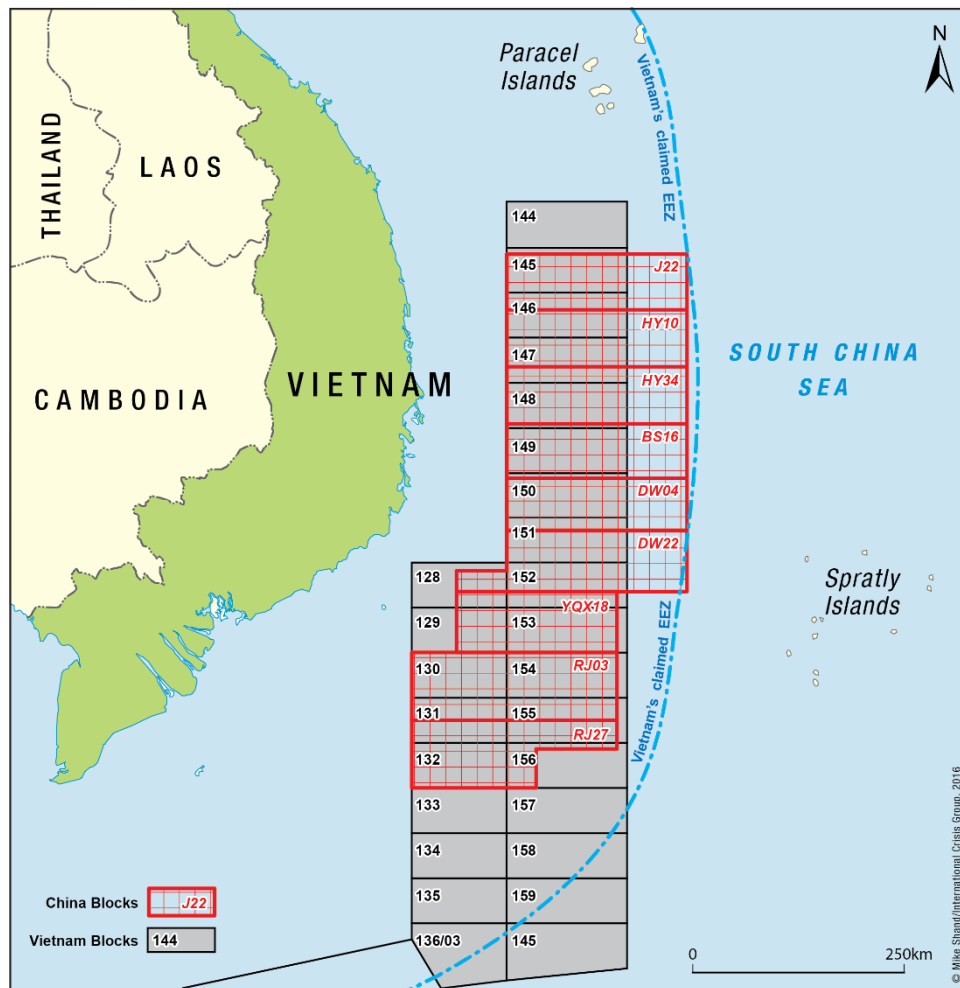 Paracel
Islands
N
THAILAND
LAOS
Vietnam's claimed EEZ
144
145
J22
146
HY10
147
HY34
SOUTH CHINA
SEA
VIETNAM
CAMBODIA
148
BS16
149
DW04
150
151
DW22
128
152
Spratly
Islands
YQX18
129
153
130
154
RJ03
131
155
RJ27
Vietnam's claimed EEZ
132
156
133
157
134
158
135
159
136/03
145
China Blocks
J22
Vietnam Blocks
144
0
250km
© Mike Shand/International Crisis Group, 2016